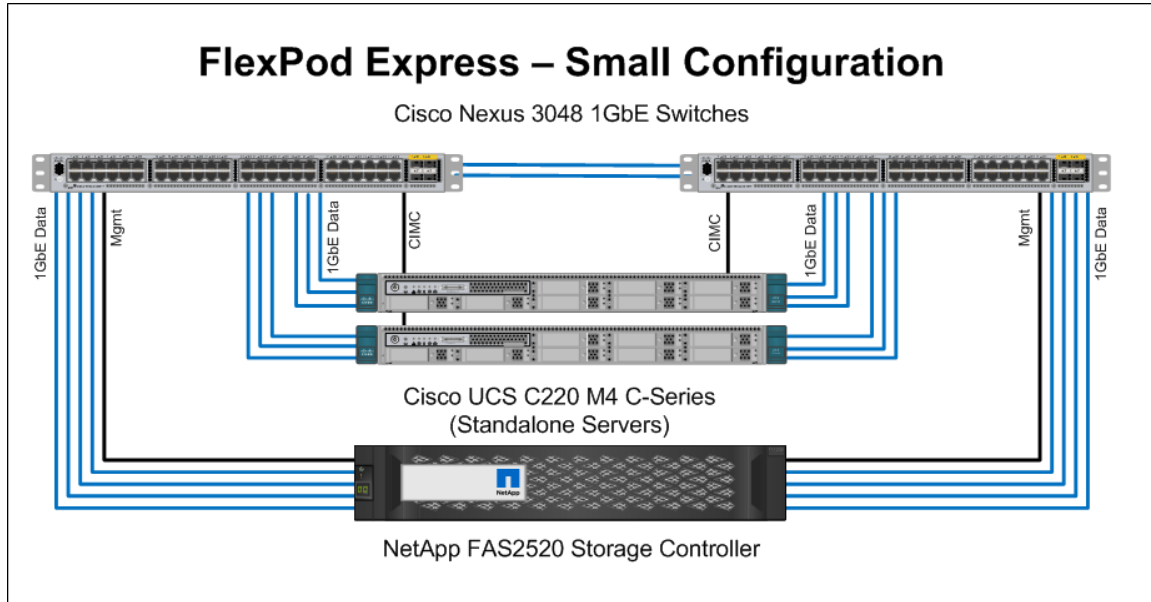 FlexPod Express – Small Configuration
Cisco Nexus 3048 1GbE Switches
1GbE Data
Mgmt
1GbE Data
CIMC
CIMC
1GbE Data
Mgmt
1GbE Data
Cisco UCS C220 M4 C-Series
(Standalone Servers)
NetApp
NetApp FAS2520 Storage Controller